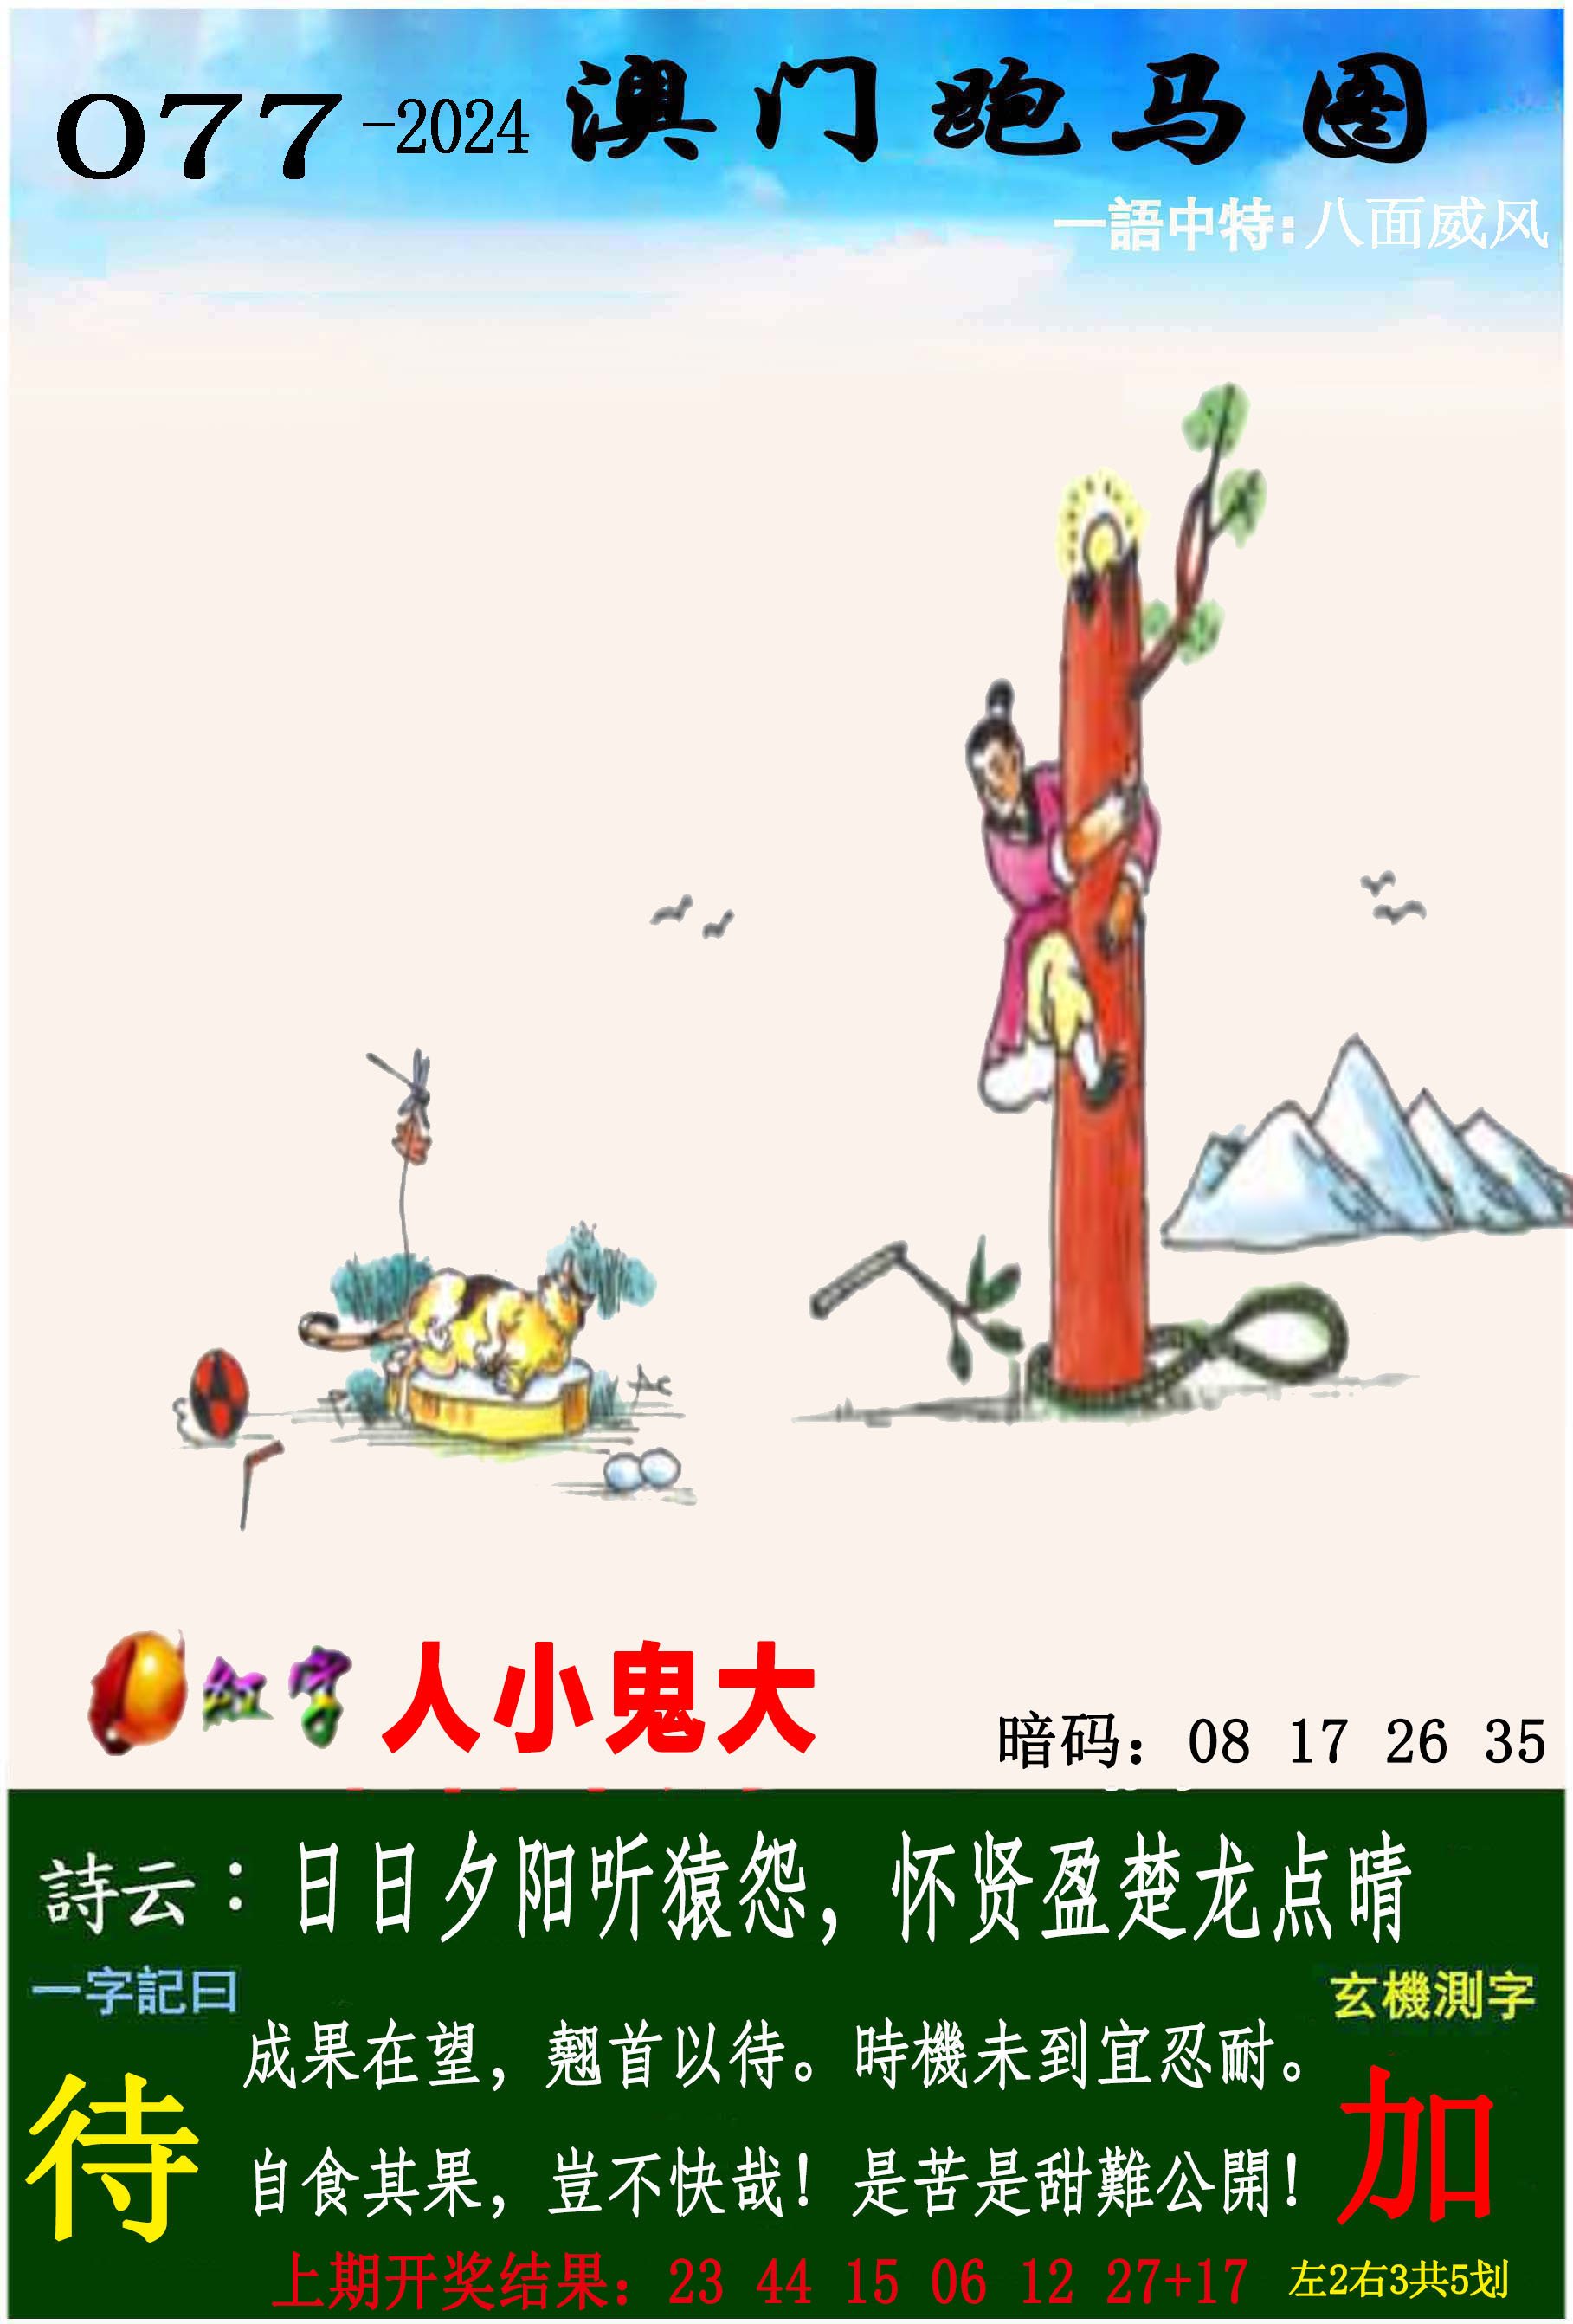 077-2024 澳门跑马图
一語中特:八面威风
红字 人小鬼大
暗码：08 17 26 35
詩云：日日夕阳听猿怨，怀贤盈楚龙点晴
一字記曰
玄機測字
成果在望，翹首以待。時機未到宜忍耐。
待
加
自食其果，豈不快哉！是苦是甜難公開！
上期开奖结果：23 44 15 06 12 27+17
左2右3共5划